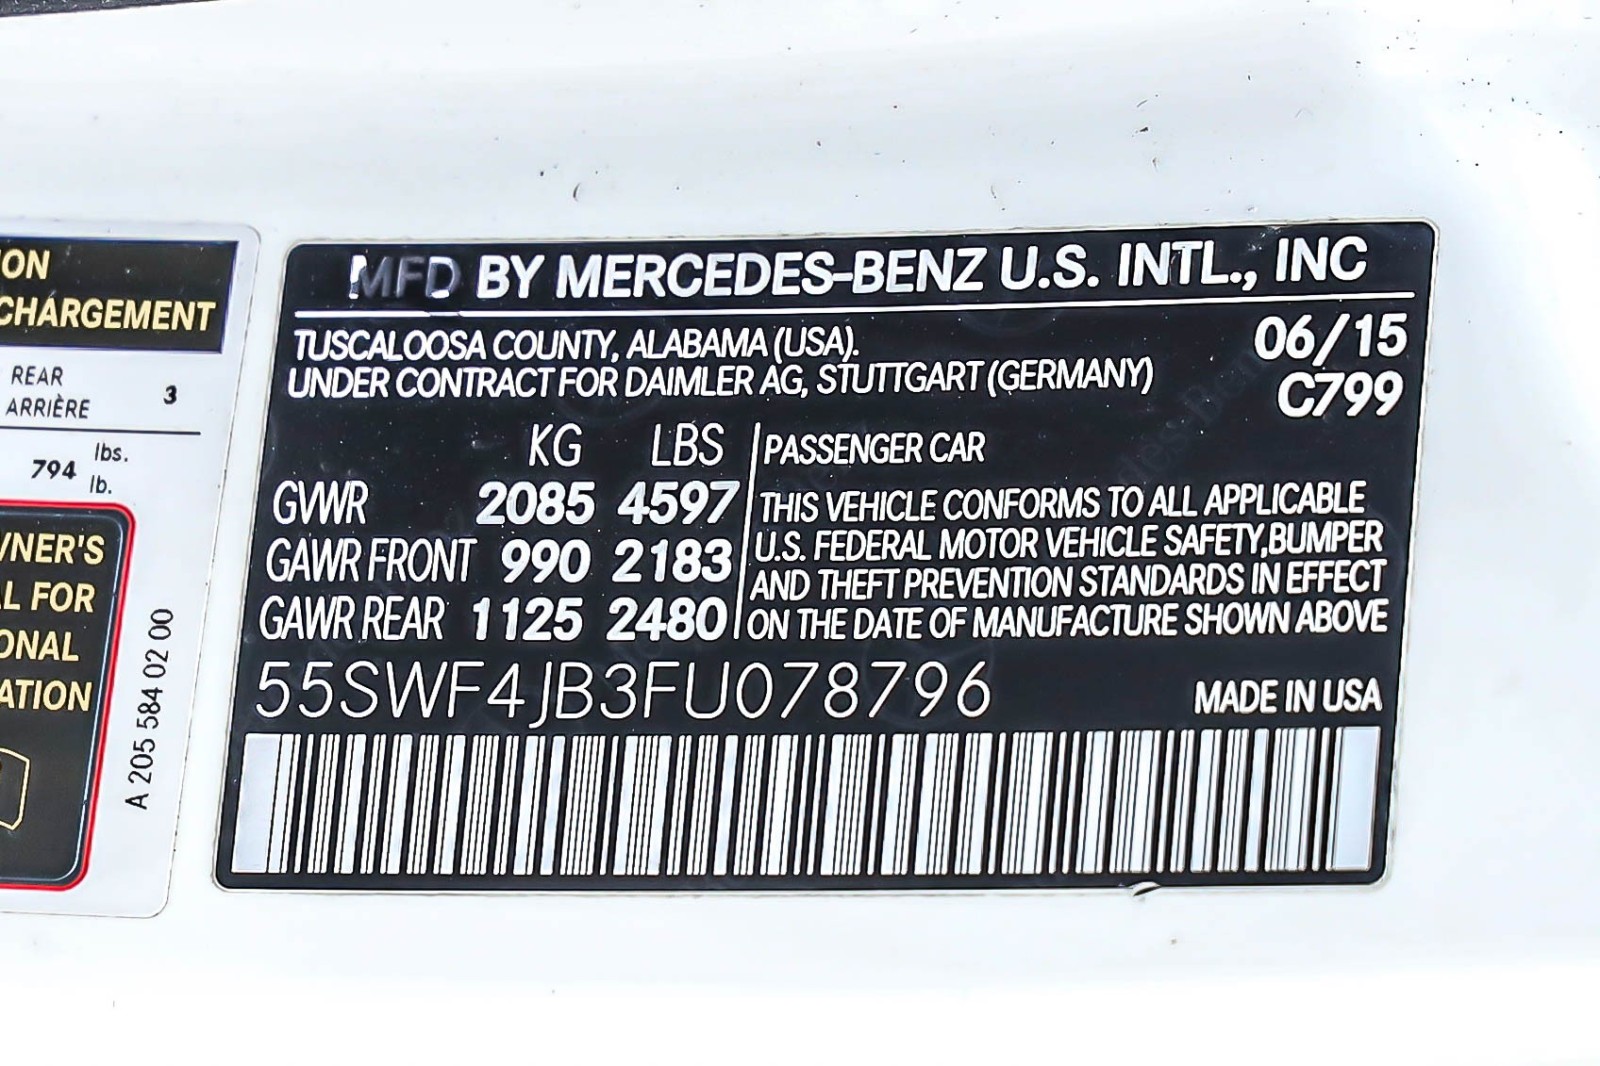 ON
CHARGEMENT
REAR
ARRIÈRE
3
794 lbs.
lb.
NER'S
L FOR
ONAL
ATION
A 205 584 02 00
MFD BY MERCEDES-BENZ U.S. INTL., INC
TUSCALOOSA COUNTY, ALABAMA (USA).
UNDER CONTRACT FOR DAIMLER AG, STUTTGART (GERMANY)
06/15
C799
KG LBS
GVWR 2085 4597
GAWR FRONT 990 2183
GAWR REAR 1125 2480
PASSENGER CAR
THIS VEHICLE CONFORMS TO ALL APPLICABLE
U.S. FEDERAL MOTOR VEHICLE SAFETY,BUMPER
AND THEFT PREVENTION STANDARDS IN EFFECT
ON THE DATE OF MANUFACTURE SHOWN ABOVE
55SWF4JB3FU078796
MADE IN USA